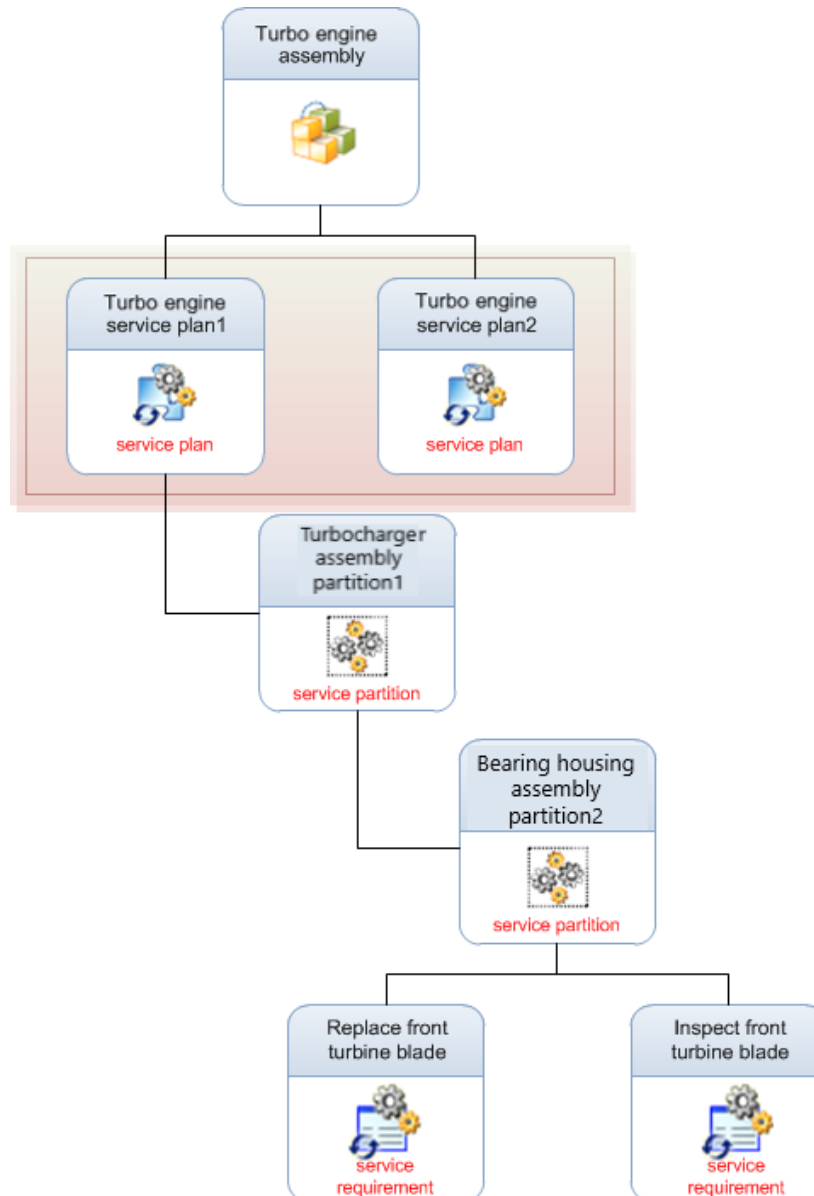 Turbo engine
assembly
Turbo engine
service plan1
service plan
Turbo engine
service plan2
service plan
Turbocharger
assembly
partition1
service partition
Bearing housing
assembly
partition2
service partition
Replace front
turbine blade
service
requirement
Inspect front
turbine blade
service
requirement